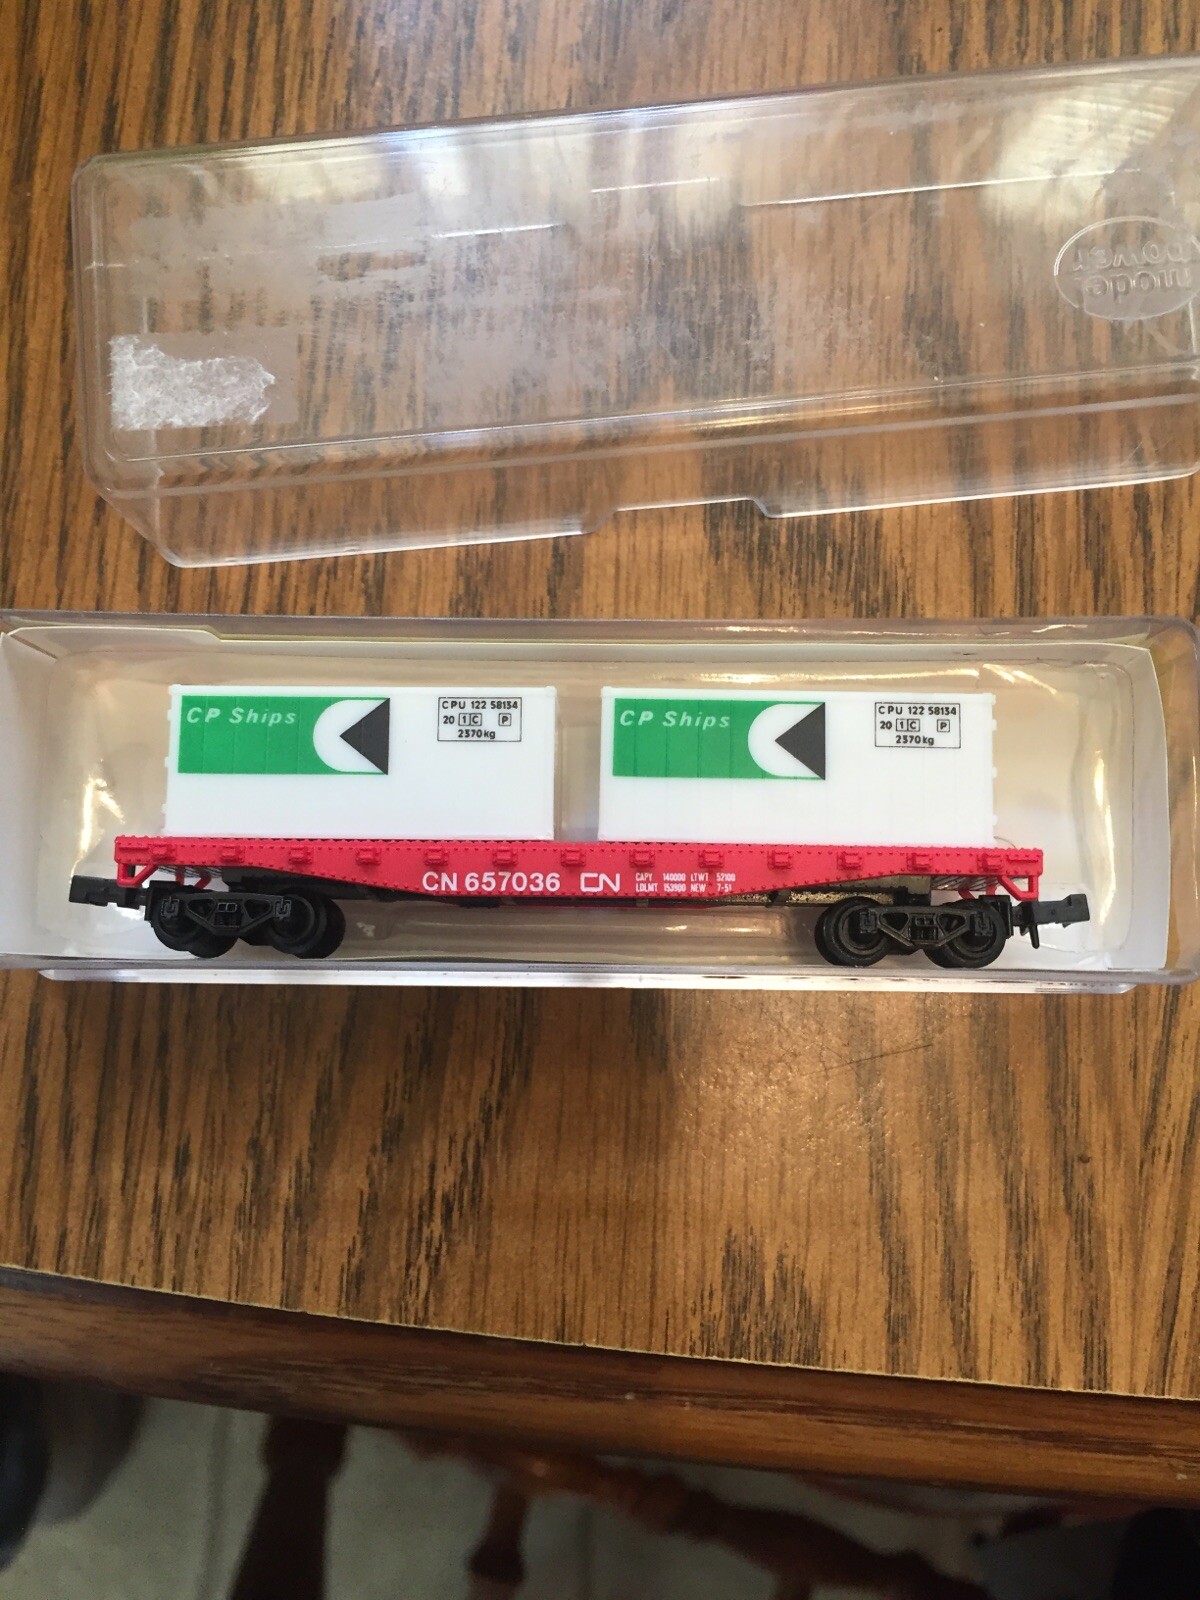 model
power
CP Ships
CPU 122 58134
20 1C P
2370kg
CP Ships
CPU 122 58134
20 1C P
2370kg
CN 657036 CN
CAPY 140000 LTWT 52100
LDLMT 153900 NEW 7-51